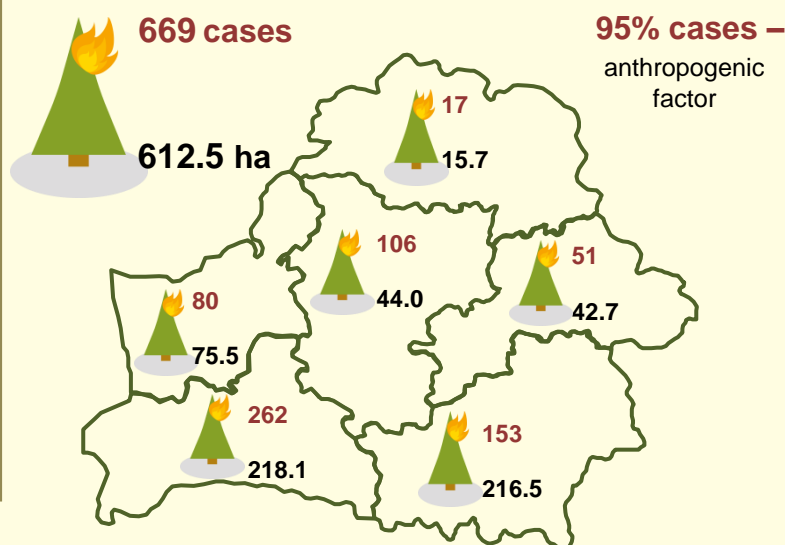 669 cases
612.5 ha
95% cases –
anthropogenic
factor
17
15.7
106
44.0
51
42.7
80
75.5
262
218.1
153
216.5